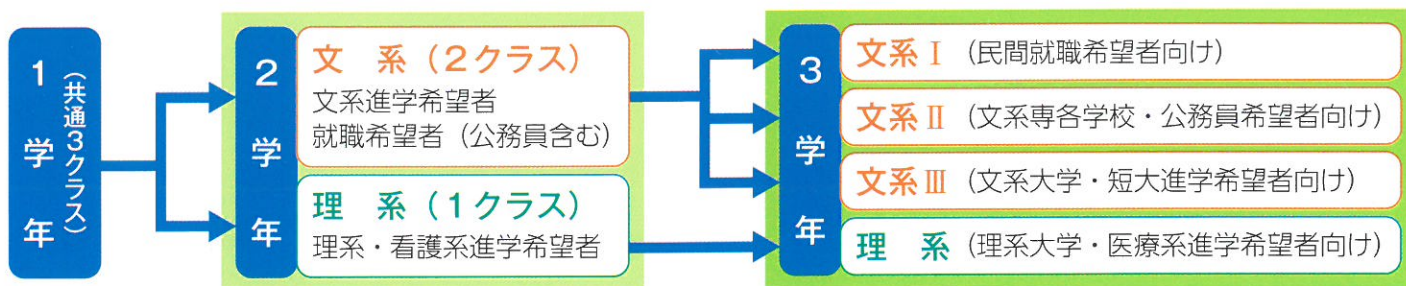 1学年
(共通3クラス)
2学年
文 系(2クラス)
文系進学希望者
就職希望者(公務員含む)
理 系(1クラス)
理系・看護系進学希望者
3学年
文系Ⅰ(民間就職希望者向け)
文系Ⅱ(文系専各学校・公務員希望者向け)
文系Ⅲ(文系大学・短大進学希望者向け)
理 系(理系大学・医療系進学希望者向け)